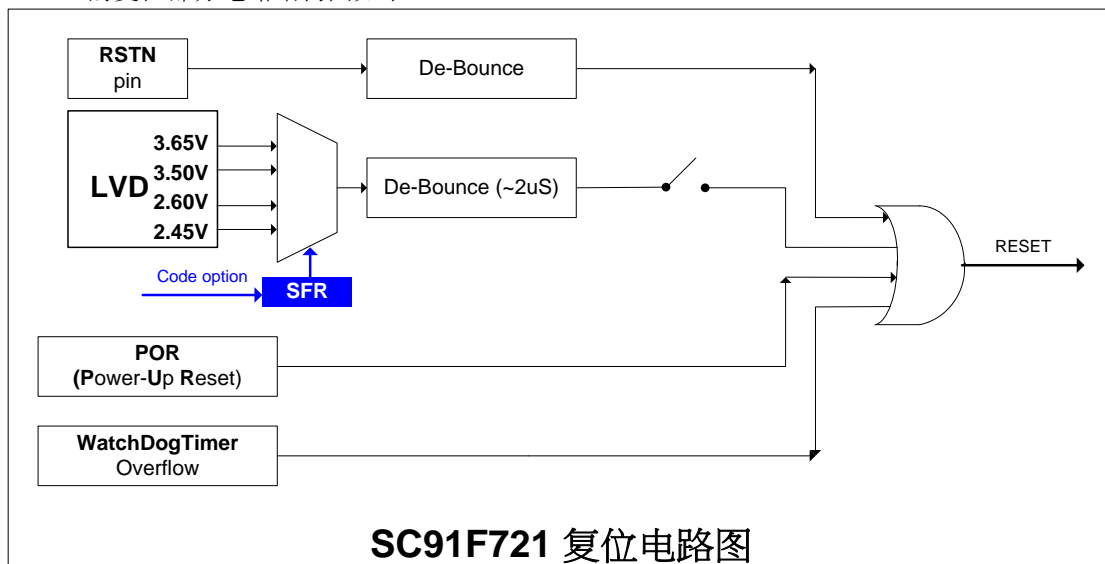 RSTN
pin
De-Bounce
LVD
3.65V
3.50V
2.60V
2.45V
De-Bounce (~2uS)
Code option
SFR
RESET
POR
(Power-Up Reset)
WatchDogTimer
Overflow
SC91F721 复位电路图